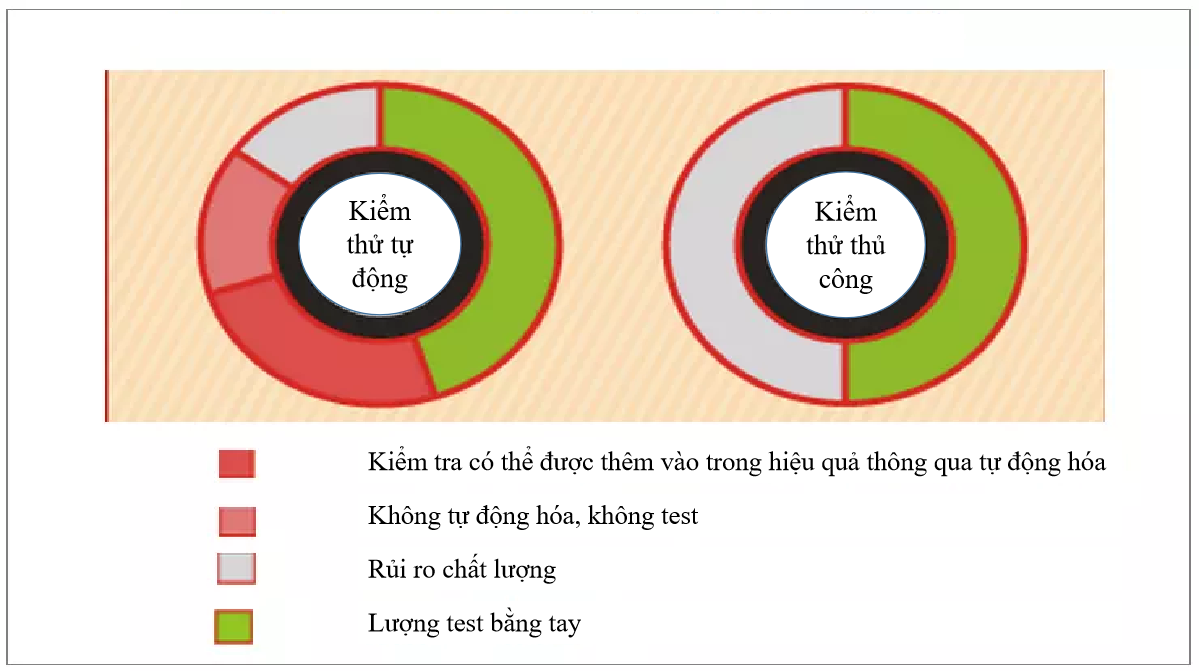 Kiểm
thử tự
động
Kiểm
thử thủ
công
Kiểm tra có thể được thêm vào trong hiệu quả thông qua tự động hóa
Không tự động hóa, không test
Rủi ro chất lượng
Lượng test bằng tay